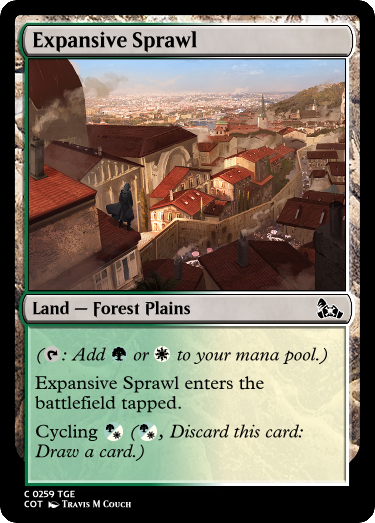 Expansive Sprawl
Land — Forest Plains
(: Add or to your mana pool.)
Expansive Sprawl enters the
battlefield tapped.
Cycling (, Discard this card:
Draw a card.)
C 0259 TGE
COT Travis M Couch